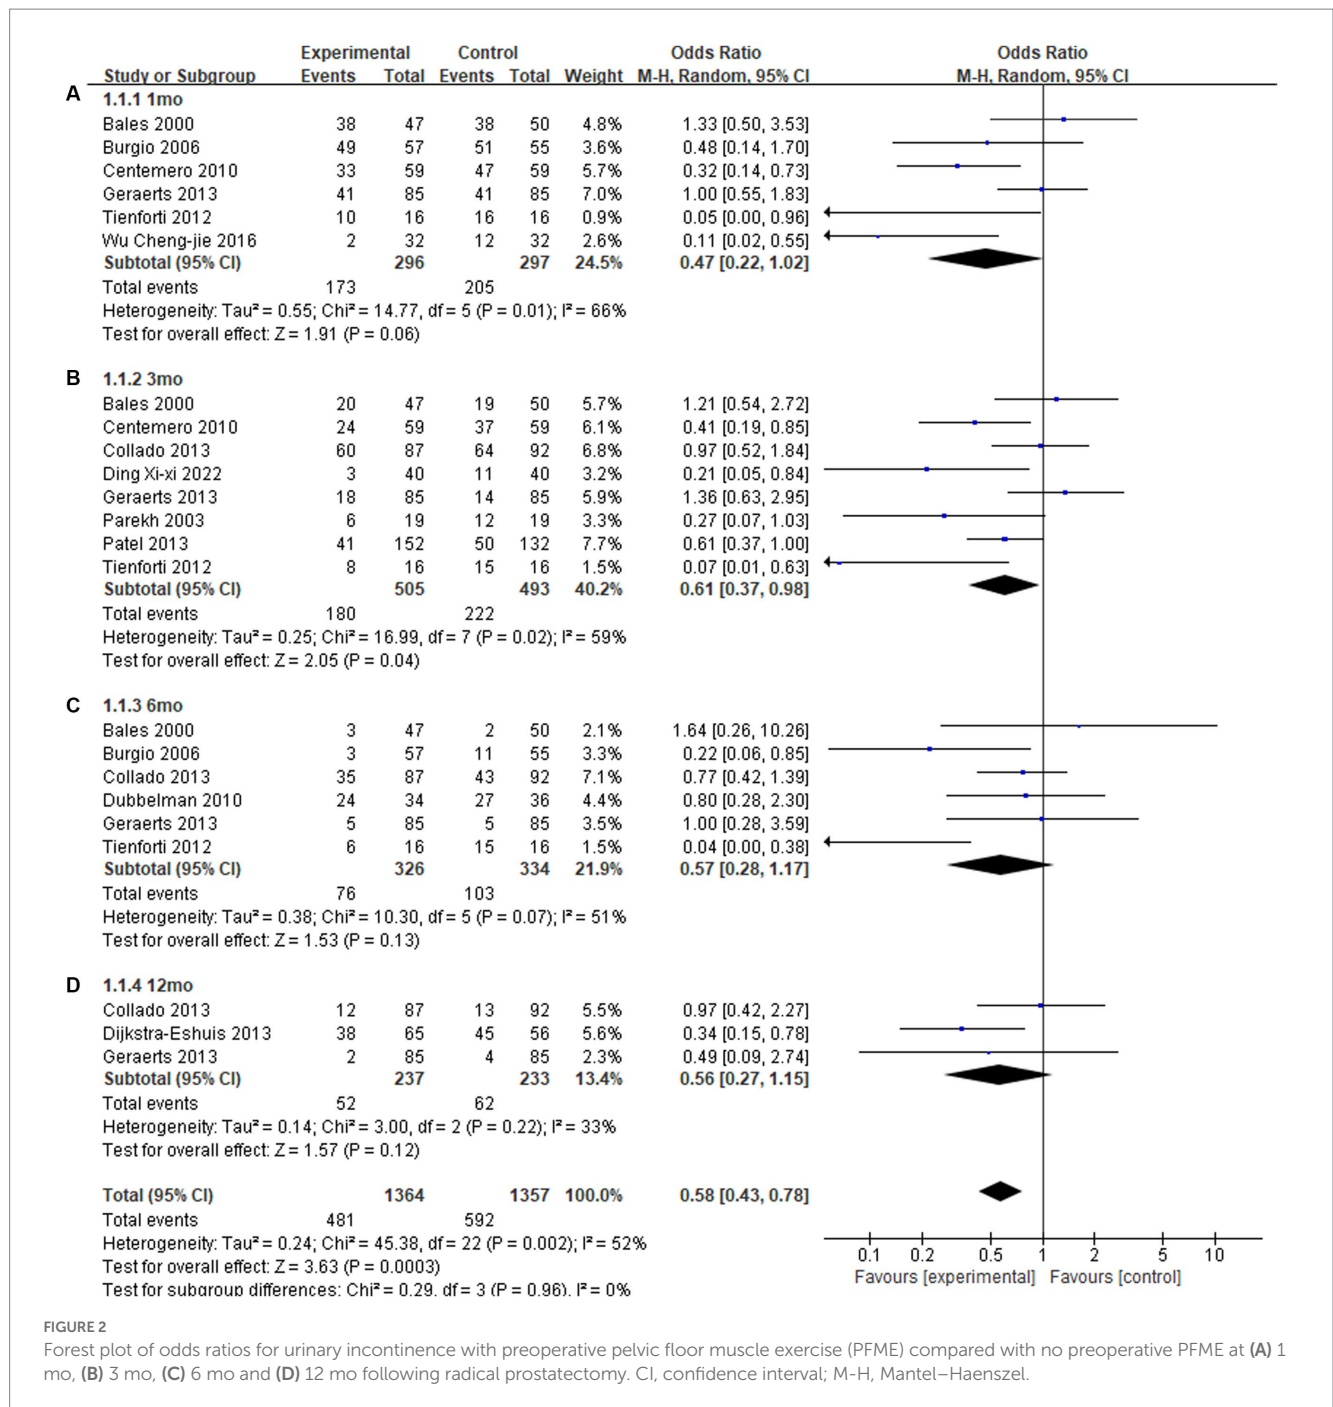 Experimental Control Odds Ratio Odds Ratio
Study or Subgroup Events Total Events Total Weight M-H, Random, 95% CI M-H, Random, 95% CI
A 1.1.1 1mo
Bales 2000 38 47 38 50 4.8% 1.33 [0.50, 3.53]
Burgio 2006 49 57 51 55 3.6% 0.48 [0.14, 1.70]
Centemero 2010 33 59 47 59 5.7% 0.32 [0.14, 0.73]
Geraerts 2013 41 85 41 85 7.0% 1.00 [0.55, 1.83]
Tienforti 2012 10 16 16 16 0.9% 0.05 [0.00, 0.96]
Wu Cheng-jie 2016 2 32 12 32 2.6% 0.11 [0.02, 0.55]
Subtotal (95% CI) 296 297 24.5% 0.47 [0.22, 1.02]
Total events 173 205
Heterogeneity: Tau² = 0.55; Chi² = 14.77, df = 5 (P = 0.01); I² = 66%
Test for overall effect: Z = 1.91 (P = 0.06)
B 1.1.2 3mo
Bales 2000 20 47 19 50 5.7% 1.21 [0.54, 2.72]
Centemero 2010 24 59 37 59 6.1% 0.41 [0.19, 0.85]
Collado 2013 60 87 64 92 6.8% 0.97 [0.52, 1.84]
Ding Xi-xi 2022 3 40 11 40 3.2% 0.21 [0.05, 0.84]
Geraerts 2013 18 85 14 85 5.9% 1.36 [0.63, 2.95]
Parekh 2003 6 19 12 19 3.3% 0.27 [0.07, 1.03]
Patel 2013 41 152 50 132 7.7% 0.61 [0.37, 1.00]
Tienforti 2012 8 16 15 16 1.5% 0.07 [0.01, 0.63]
Subtotal (95% CI) 505 493 40.2% 0.61 [0.37, 0.98]
Total events 180 222
Heterogeneity: Tau² = 0.25; Chi² = 16.99, df = 7 (P = 0.02); I² = 59%
Test for overall effect: Z = 2.05 (P = 0.04)
C 1.1.3 6mo
Bales 2000 3 47 2 50 2.1% 1.64 [0.26, 10.26]
Burgio 2006 3 57 11 55 3.3% 0.22 [0.06, 0.85]
Collado 2013 35 87 43 92 7.1% 0.77 [0.42, 1.39]
Dubbelman 2010 24 34 27 36 4.4% 0.80 [0.28, 2.30]
Geraerts 2013 5 85 5 85 3.5% 1.00 [0.28, 3.59]
Tienforti 2012 6 16 15 16 1.5% 0.04 [0.00, 0.38]
Subtotal (95% CI) 326 334 21.9% 0.57 [0.28, 1.17]
Total events 76 103
Heterogeneity: Tau² = 0.38; Chi² = 10.30, df = 5 (P = 0.07); I² = 51%
Test for overall effect: Z = 1.53 (P = 0.13)
D 1.1.4 12mo
Collado 2013 12 87 13 92 5.5% 0.97 [0.42, 2.27]
Dijkstra-Eshuis 2013 38 65 45 56 5.6% 0.34 [0.15, 0.78]
Geraerts 2013 2 85 4 85 2.3% 0.49 [0.09, 2.74]
Subtotal (95% CI) 237 233 13.4% 0.56 [0.27, 1.15]
Total events 52 62
Heterogeneity: Tau² = 0.14; Chi² = 3.00, df = 2 (P = 0.22); I² = 33%
Test for overall effect: Z = 1.57 (P = 0.12)
Total (95% CI) 1364 1357 100.0% 0.58 [0.43, 0.78]
Total events 481 592
Heterogeneity: Tau² = 0.24; Chi² = 45.38, df = 22 (P = 0.002); I² = 52%
Test for overall effect: Z = 3.63 (P = 0.0003)
Test for subgroup differences: Chi² = 0.29, df = 3 (P = 0.96), I² = 0%
0.1 0.2 0.5 1 2 5 10
Favours [experimental] Favours [control]
FIGURE 2
Forest plot of odds ratios for urinary incontinence with preoperative pelvic floor muscle exercise (PFME) compared with no preoperative PFME at (A) 1
mo, (B) 3 mo, (C) 6 mo and (D) 12 mo following radical prostatectomy. CI, confidence interval; M-H, Mantel–Haenszel.